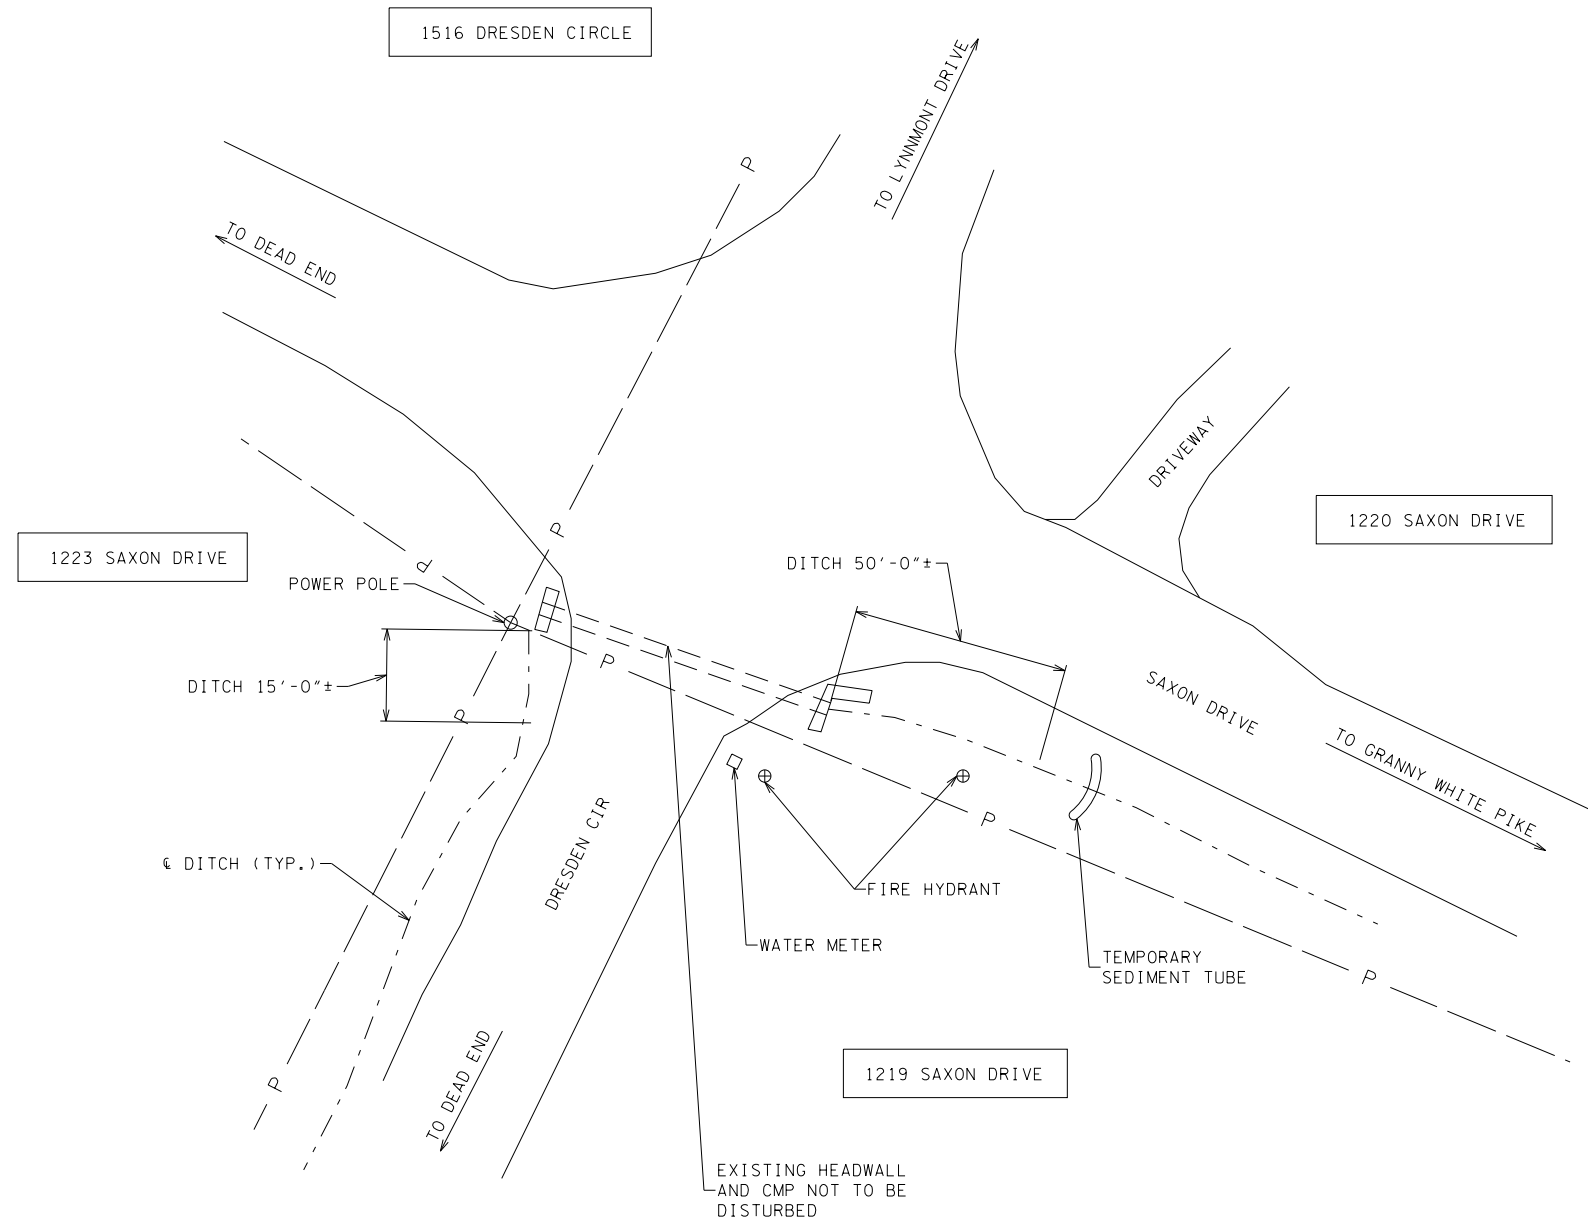 1516 DRESDEN CIRCLE
TO LYNNMONT DRIVE
P
TO DEAD END
DRIVEWAY
1220 SAXON DRIVE
P
1223 SAXON DRIVE
P
DITCH 50'-0"±
POWER POLE
P
DITCH 15'-0"±
SAXON DRIVE
P
TO GRANNY WHITE PIKE
P
DRESDEN CIR
℄ DITCH (TYP.)
FIRE HYDRANT
WATER METER
TEMPORARY
SEDIMENT TUBE
P
1219 SAXON DRIVE
P
TO DEAD END
EXISTING HEADWALL
AND CMP NOT TO BE
DISTURBED